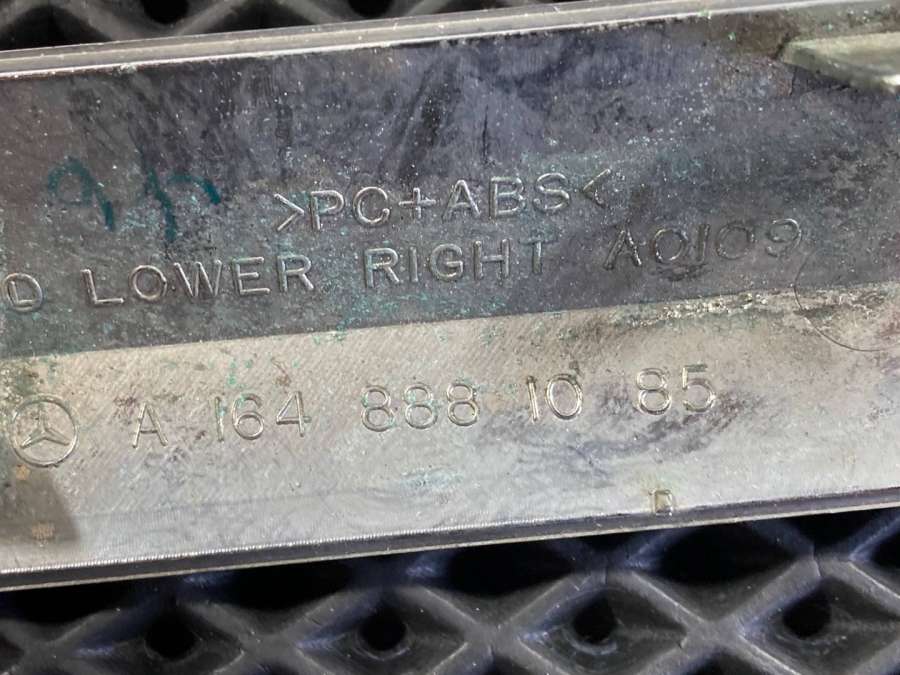 >PC+ABS<
D LOWER RIGHT A0109
A 164 888 10 85
D